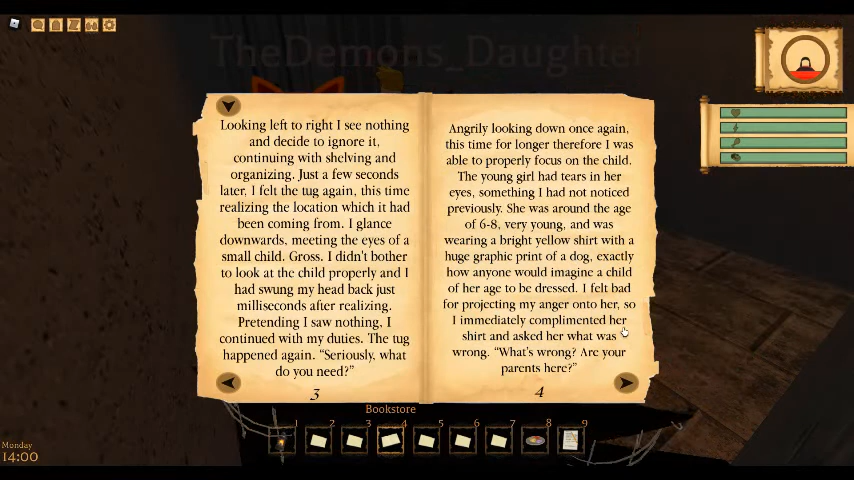 TheDemons_Daughter
Looking left to right I see nothing
and decide to ignore it,
continuing with shelving and
organizing. Just a few seconds
later, I felt the tug again, this time
realizing the location which it had
been coming from. I glance
downwards, meeting the eyes of a
small child. Gross. I didn't bother
to look at the child properly and I
had swung my head back just
milliseconds after realizing.
Pretending I saw nothing, I
continued with my duties. The tug
happened again. "Seriously, what
do you need?"
3
Angrily looking down once again,
this time for longer therefore I was
able to properly focus on the child.
The young girl had tears in her
eyes, something I had not noticed
previously. She was around the age
of 6-8, very young, and was
wearing a bright yellow shirt with a
huge graphic print of a dog, exactly
how anyone would imagine a child
of her age to be dressed. I felt bad
for projecting my anger onto her, so
I immediately complimented her
shirt and asked her what was
wrong. "What's wrong? Are your
parents here?"
4
Bookstore
1 2 3 4 5 6 7 8 9
Monday
14:00